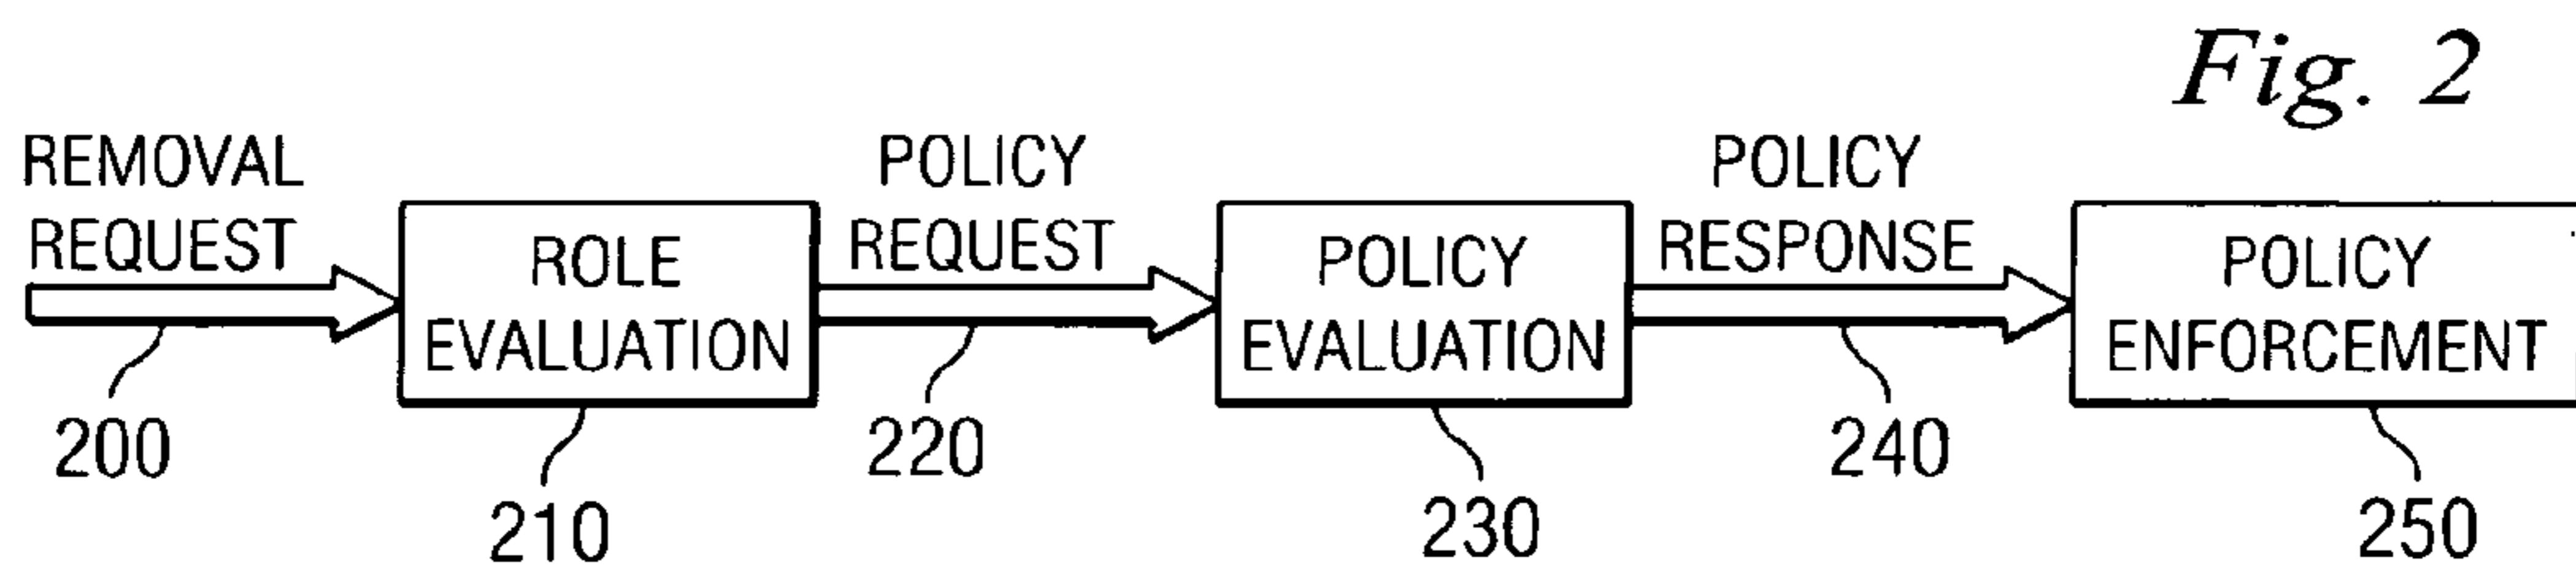 Fig. 2
REMOVAL
REQUEST
200
ROLE
EVALUATION
210
POLICY
REQUEST
220
POLICY
EVALUATION
230
POLICY
RESPONSE
240
POLICY
ENFORCEMENT
250